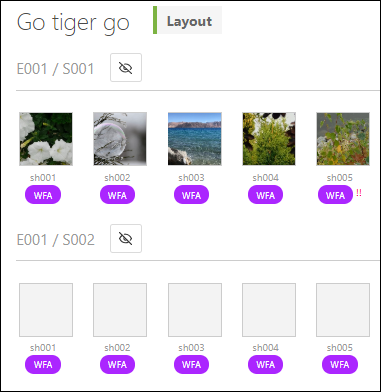 Go tiger go Layout
E001 / S001
sh001 sh002 sh003 sh004 sh005
WFA WFA WFA WFA WFA !!
E001 / S002
sh001 sh002 sh003 sh004 sh005
WFA WFA WFA WFA WFA